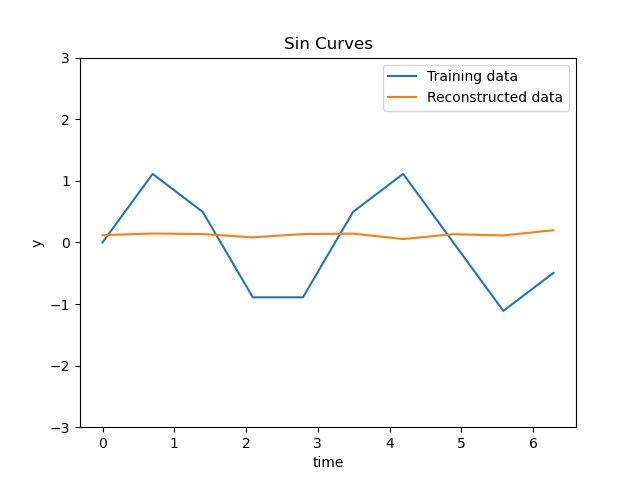 Sin Curves
Training data
Reconstructed data
3
2
1
0
−1
−2
−3
y
0 1 2 3 4 5 6
time